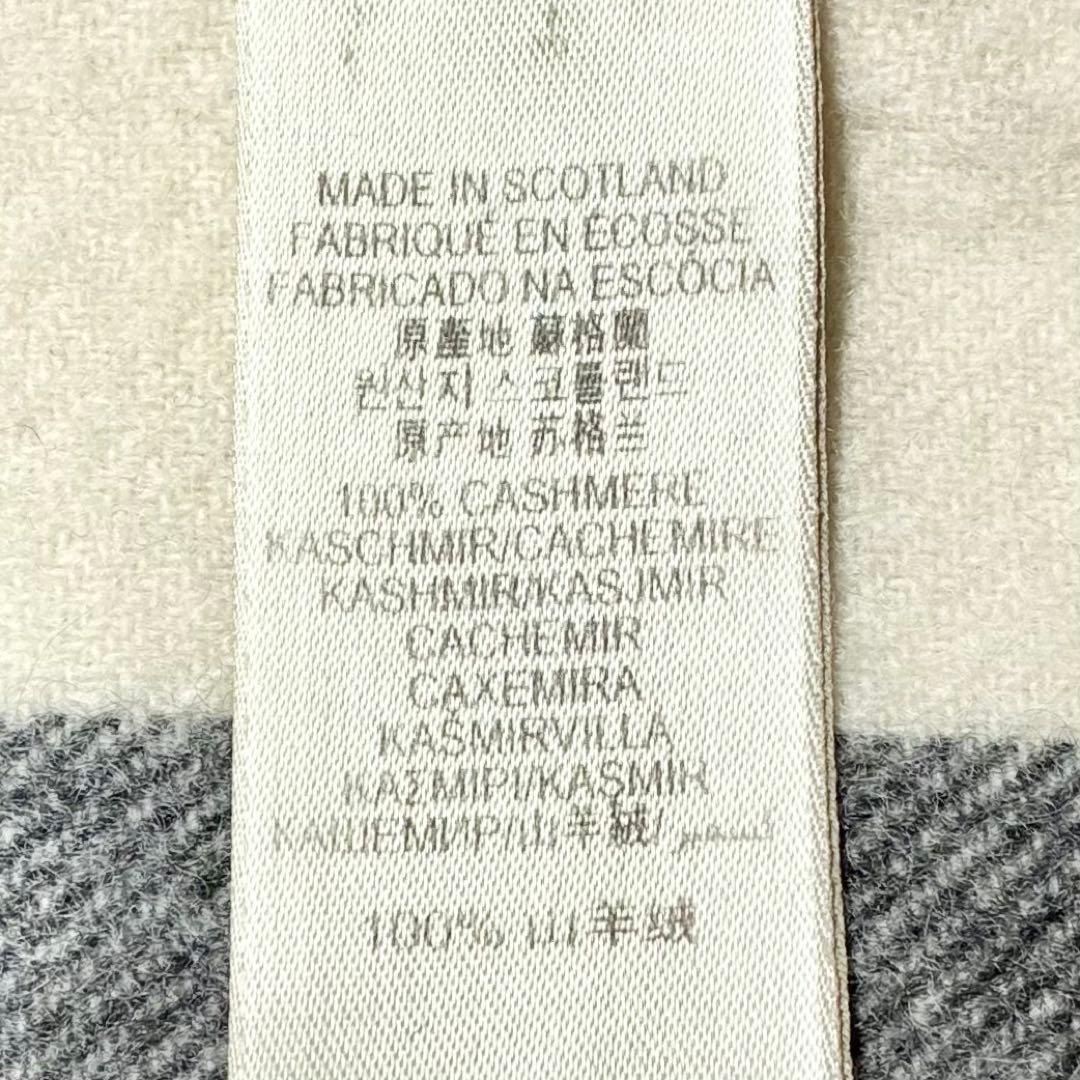 MADE IN SCOTLAND
FABRIQUÉ EN ÉCOSSE
FABRICADO NA ESCÓCIA
原產地 蘇格蘭
원산지 스코틀랜드
原产地 苏格兰
100% CASHMERE
KASCHMIR/CACHEMIRE
KASHMIR/KASJMIR
CACHEMIR
CAXEMIRA
KAŠMIRVILLA
ΚΑΣΜΙΡΙ/KAŞMIR
КАШЕМИР/山羊絨/
100% 山羊绒